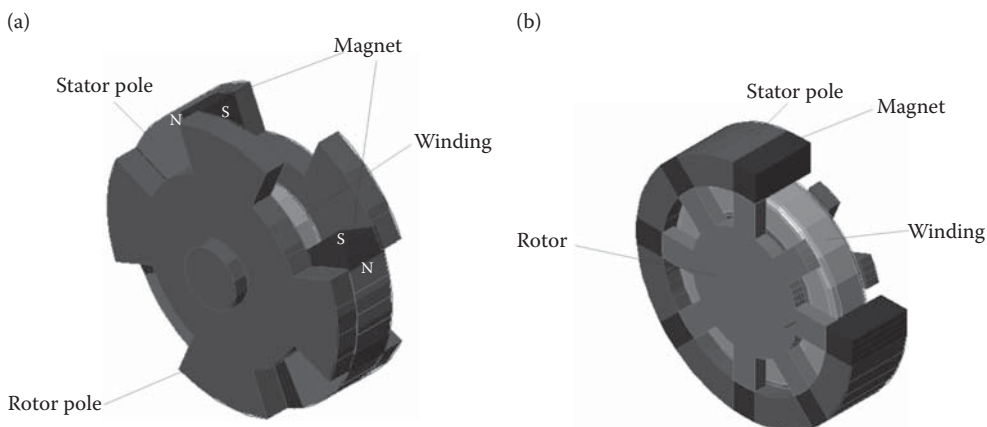 (a)
Magnet
Stator pole
N
S
Winding
S
N
Rotor pole
(b)
Stator pole
Magnet
Rotor
Winding